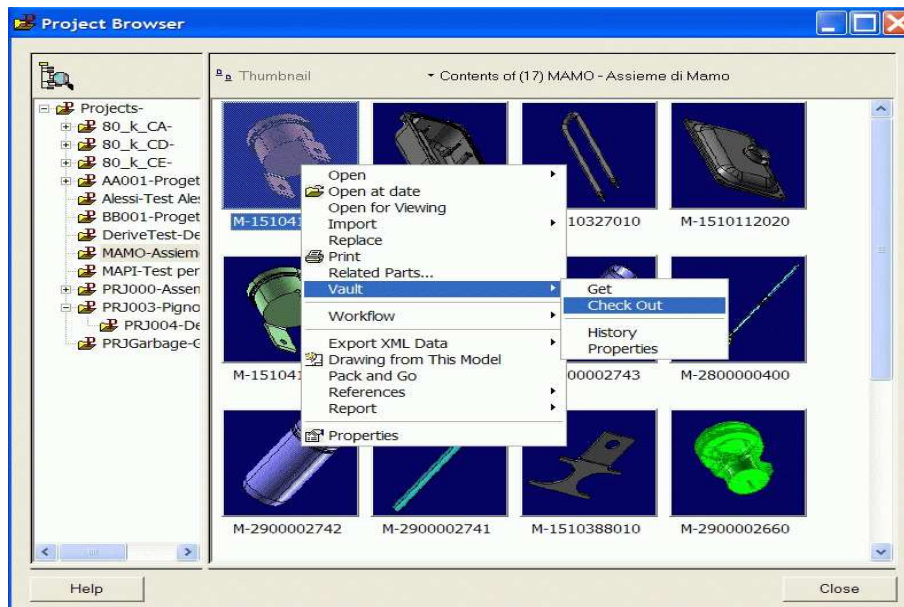 Project Browser
Thumbnail
Contents of (17) MAMO - Assieme di Mamo
Projects-
80_k_CA-
80_k_CD-
80_k_CE-
AA001-Proget
Alessi-Test Ales
BB001-Proget
DeriveTest-De
MAMO-Assiem
MAPI-Test per
PRJ000-Assen
PRJ003-Pigno
PRJ004-De
PRJGarbage-G
M-15104
10327010
M-1510112020
M-15104
00002743
M-2800000400
M-2900002742
M-2900002741
M-1510388010
M-2900002660
Open
Open at date
Open for Viewing
Import
Replace
Print
Related Parts...
Vault
Workflow
Export XML Data
Drawing from This Model
Pack and Go
References
Report
Properties
Get
Check Out
History
Properties
Help
Close